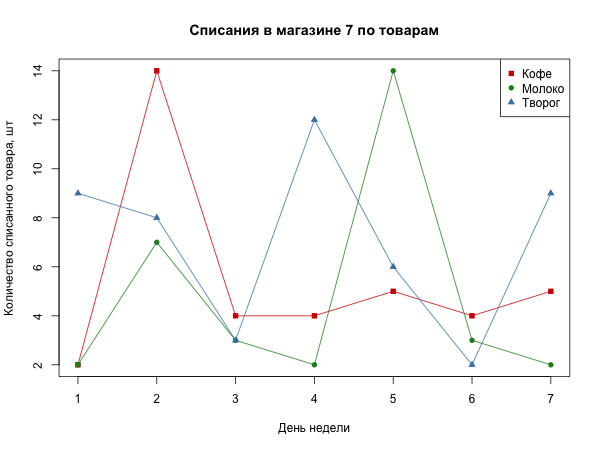 Списания в магазине 7 по товарам
Количество списанного товара, шт
14
12
10
8
6
4
2
Кофе
Молоко
Творог
1 2 3 4 5 6 7
День недели